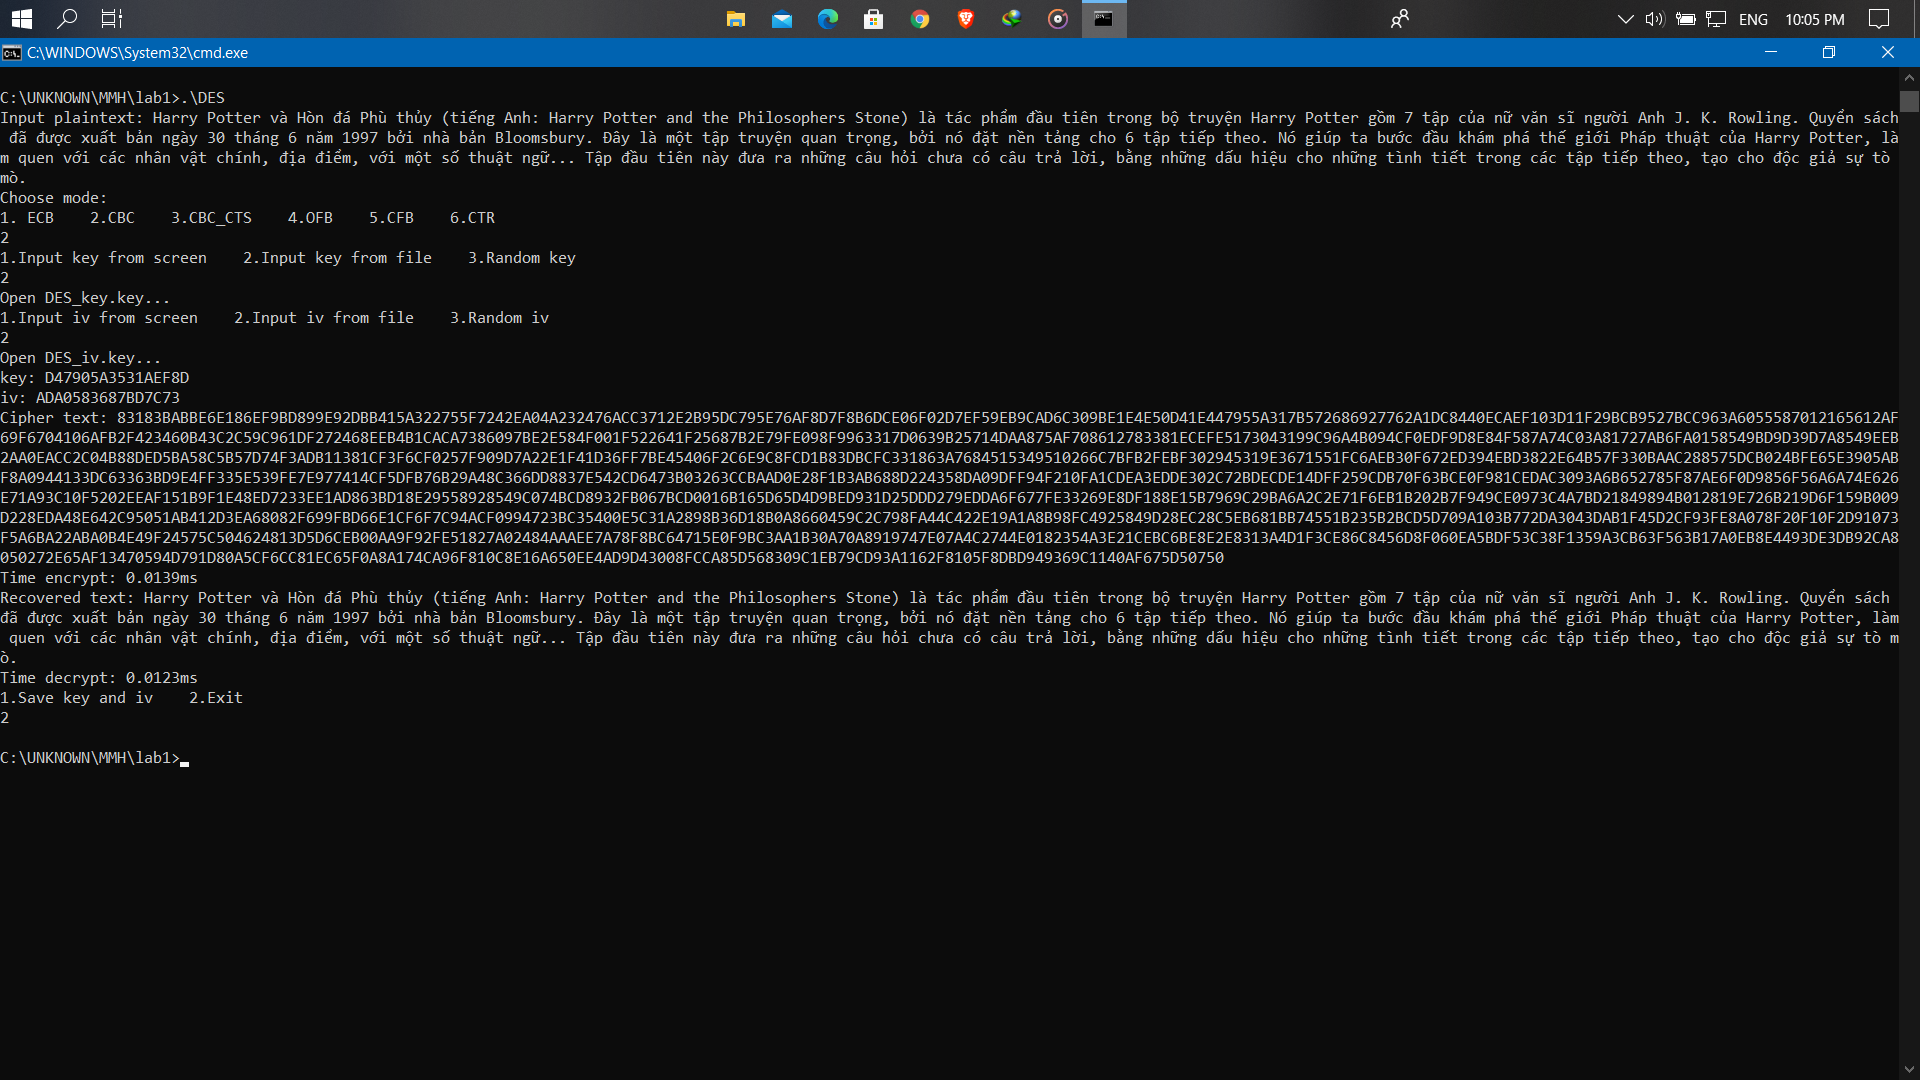 ENG 10:05 PM
C:\WINDOWS\System32\cmd.exe
C:\UNKNOWN\MMH\lab1>.\DES
Input plaintext: Harry Potter và Hòn đá Phù thủy (tiếng Anh: Harry Potter and the Philosophers Stone) là tác phẩm đầu tiên trong bộ truyện Harry Potter gồm 7 tập của nữ văn sĩ người Anh J. K. Rowling. Quyển sách
đã được xuất bản ngày 30 tháng 6 năm 1997 bởi nhà bản Bloomsbury. Đây là một tập truyện quan trọng, bởi nó đặt nền tảng cho 6 tập tiếp theo. Nó giúp ta bước đầu khám phá thế giới Pháp thuật của Harry Potter, là
m quen với các nhân vật chính, địa điểm, với một số thuật ngữ... Tập đầu tiên này đưa ra những câu hỏi chưa có câu trả lời, bằng những dấu hiệu cho những tình tiết trong các tập tiếp theo, tạo cho độc giả sự tò
mò.
Choose mode:
1. ECB    2.CBC    3.CBC_CTS    4.OFB    5.CFB    6.CTR
2
1.Input key from screen    2.Input key from file    3.Random key
2
Open DES_key.key...
1.Input iv from screen    2.Input iv from file    3.Random iv
2
Open DES_iv.key...
key: D47905A3531AEF8D
iv: ADA0583687BD7C73
Cipher text: 83183BABBE6E186EF9BD899E92DBB415A322755F7242EA04A232476ACC3712E2B95DC795E76AF8D7F8B6DCE06F02D7EF59EB9CAD6C309BE1E4E50D41E447955A317B572686927762A1DC8440ECAEF103D11F29BCB9527BCC963A6055587012165612AF
69F6704106AFB2F423460B43C2C59C961DF272468EEB4B1CACA7386097BE2E584F001F522641F25687B2E79FE098F9963317D0639B25714DAA875AF708612783381ECEFE5173043199C96A4B094CF0EDF9D8E84F587A74C03A81727AB6FA0158549BD9D39D7A8549EEB
2AA0EACC2C04B88DED5BA58C5B57D74F3ADB11381CF3F6CF0257F909D7A22E1F41D36FF7BE45406F2C6E9C8FCD1B83DBCFC331863A7684515349510266C7BFB2FEBF302945319E3671551FC6AEB30F672ED394EBD3822E64B57F330BAAC288575DCB024BFE65E3905AB
F8A0944133DC63363BD9E4FF335E539FE7E977414CF5DFB76B29A48C366DD8837E542CD6473B03263CCBAAD0E28F1B3AB688D224358DA09DFF94F210FA1CDEA3EDDE302C72BDECDE14DFF259CDB70F63BCE0F981CEDAC3093A6B652785F87AE6F0D9856F56A6A74E626
E71A93C10F5202EEAF151B9F1E48ED7233EE1AD863BD18E29558928549C074BCD8932FB067BCD0016B165D65D4D9BED931D25DDD279EDDA6F677FE33269E8DF188E15B7969C29BA6A2C2E71F6EB1B202B7F949CE0973C4A7BD21849894B012819E726B219D6F159B009
D228EDA48E642C95051AB412D3EA68082F699FBD66E1CF6F7C94ACF0994723BC35400E5C31A2898B36D18B0A8660459C2C798FA44C422E19A1A8B98FC4925849D28EC28C5EB681BB74551B235B2BCD5D709A103B772DA3043DAB1F45D2CF93FE8A078F20F10F2D91073
F5A6BA22ABA0B4E49F24575C504624813D5D6CEB00AA9F92FE51827A02484AAAEE7A78F8BC64715E0F9BC3AA1B30A70A8919747E07A4C2744E0182354A3E21CEBC6BE8E2E8313A4D1F3CE86C8456D8F060EA5BDF53C38F1359A3CB63F563B17A0EB8E4493DE3DB92CA8
050272E65AF13470594D791D80A5CF6CC81EC65F0A8A174CA96F810C8E16A650EE4AD9D43008FCCA85D568309C1EB79CD93A1162F8105F8DBD949369C1140AF675D50750
Time encrypt: 0.0139ms
Recovered text: Harry Potter và Hòn đá Phù thủy (tiếng Anh: Harry Potter and the Philosophers Stone) là tác phẩm đầu tiên trong bộ truyện Harry Potter gồm 7 tập của nữ văn sĩ người Anh J. K. Rowling. Quyển sách
đã được xuất bản ngày 30 tháng 6 năm 1997 bởi nhà bản Bloomsbury. Đây là một tập truyện quan trọng, bởi nó đặt nền tảng cho 6 tập tiếp theo. Nó giúp ta bước đầu khám phá thế giới Pháp thuật của Harry Potter, làm
quen với các nhân vật chính, địa điểm, với một số thuật ngữ... Tập đầu tiên này đưa ra những câu hỏi chưa có câu trả lời, bằng những dấu hiệu cho những tình tiết trong các tập tiếp theo, tạo cho độc giả sự tò m
ò.
Time decrypt: 0.0123ms
1.Save key and iv    2.Exit
2
C:\UNKNOWN\MMH\lab1>